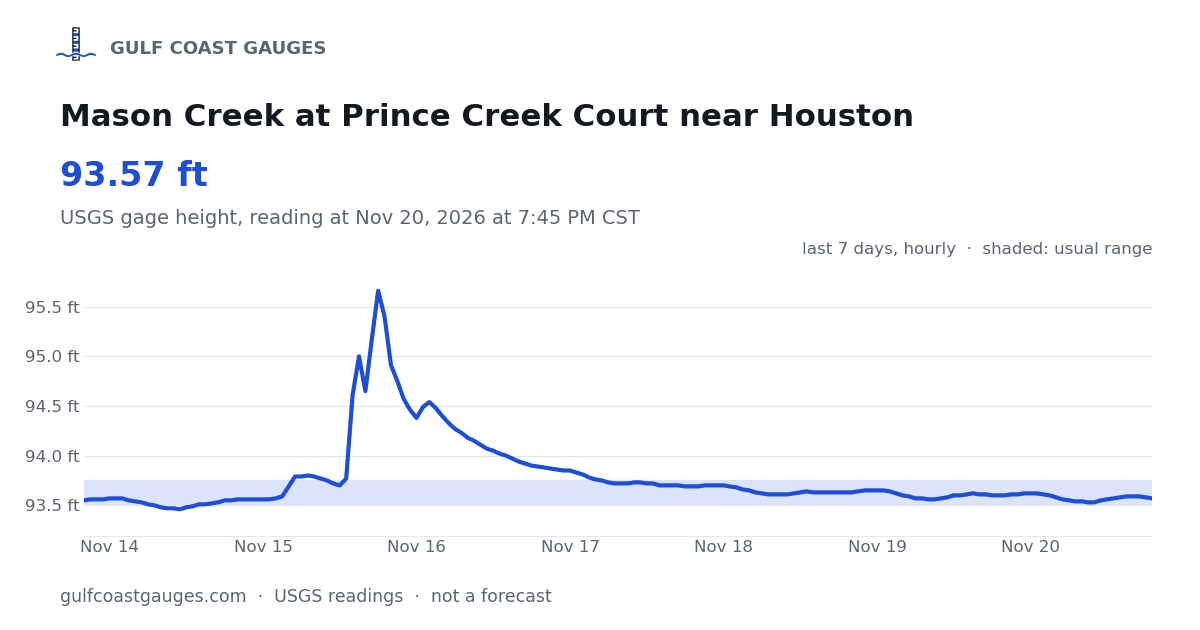 GULF COAST GAUGES
Mason Creek at Prince Creek Court near Houston
93.57 ft
USGS gage height, reading at Nov 20, 2026 at 7:45 PM CST
last 7 days, hourly · shaded: usual range
95.5 ft
95.0 ft
94.5 ft
94.0 ft
93.5 ft
Nov 14 Nov 15 Nov 16 Nov 17 Nov 18 Nov 19 Nov 20
gulfcoastgauges.com · USGS readings · not a forecast